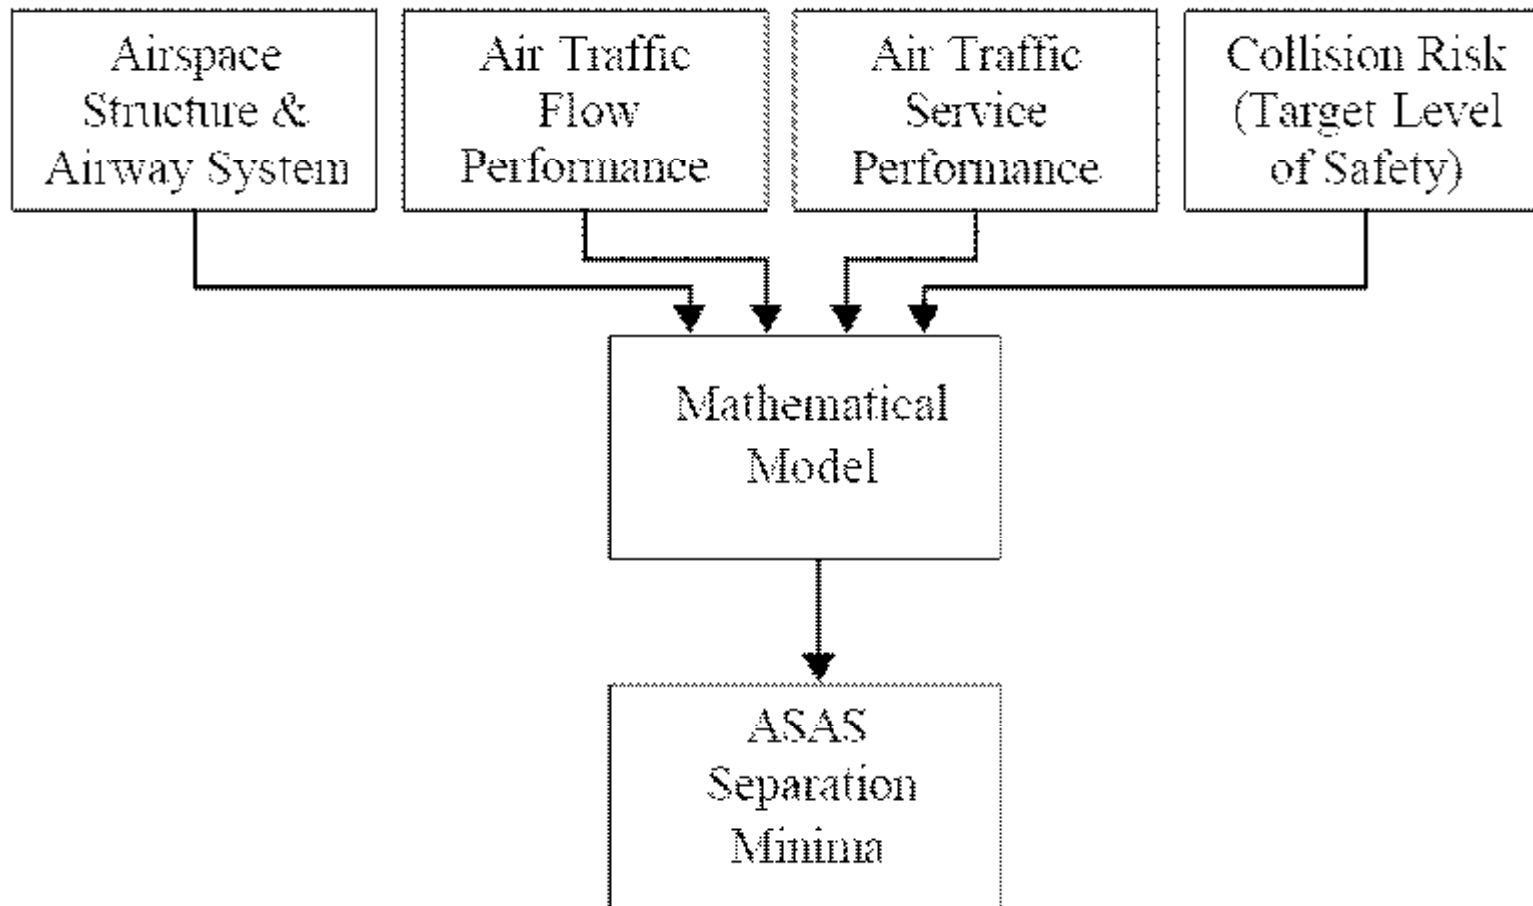 Airspace
Structure &
Airway System
Air Traffic
Flow
Performance
Air Traffic
Service
Performance
Collision Risk
(Target Level
of Safety)
Mathematical
Model
ASAS
Separation
Minima